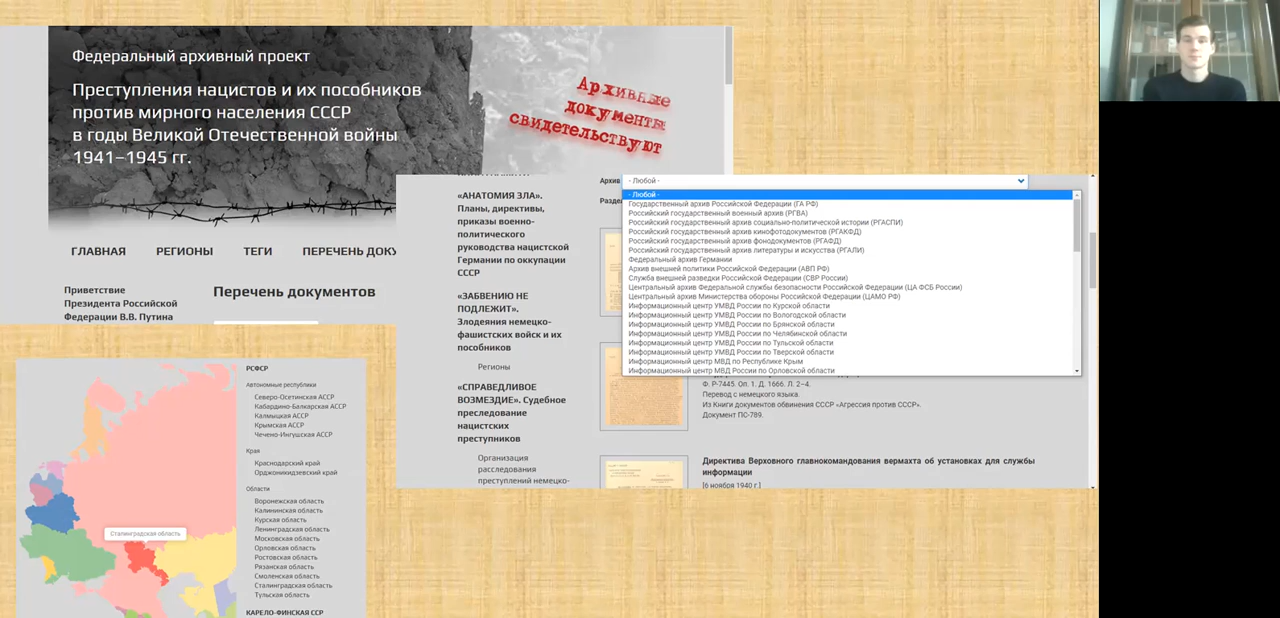 Федеральный архивный проект
Преступления нацистов и их пособников
против мирного населения СССР
в годы Великой Отечественной войны
1941–1945 гг.
Архивные
документы
свидетельствуют
ГЛАВНАЯ РЕГИОНЫ ТЕГИ ПЕРЕЧЕНЬ ДОКУ
Приветствие
Президента Российской
Федерации В.В. Путина
Перечень документов
«АНАТОМИЯ ЗЛА».
Планы, директивы,
приказы военно-
политического
руководства нацистской
Германии по оккупации
СССР
«ЗАБВЕНИЮ НЕ
ПОДЛЕЖИТ».
Злодеяния немецко-
фашистских войск и их
пособников
Регионы
«СПРАВЕДЛИВОЕ
ВОЗМЕЗДИЕ». Судебное
преследование
нацистских
преступников
Организация
расследования
преступлений немецко-
Архив
- Любой -
Разде
- Любой -
Государственный архив Российской Федерации (ГА РФ)
Российский государственный военный архив (РГВА)
Российский государственный архив социально-политической истории (РГАСПИ)
Российский государственный архив кинофотодокументов (РГАКФД)
Российский государственный архив фонодокументов (РГАФД)
Российский государственный архив литературы и искусства (РГАЛИ)
Федеральный архив Германии
Архив внешней политики Российской Федерации (АВП РФ)
Служба внешней разведки Российской Федерации (СВР России)
Центральный архив Федеральной службы безопасности Российской Федерации (ЦА ФСБ России)
Центральный архив Министерства обороны Российской Федерации (ЦАМО РФ)
Информационный центр УМВД России по Курской области
Информационный центр УМВД России по Вологодской области
Информационный центр УМВД России по Брянской области
Информационный центр УМВД России по Челябинской области
Информационный центр УМВД России по Тульской области
Информационный центр УМВД России по Тверской области
Информационный центр МВД по Республике Крым
Информационный центр УМВД России по Орловской области
Ф. Р-7445. Оп. 1. Д. 1666. Л. 2–4.
Перевод с немецкого языка.
Из Книги документов обвинения СССР «Агрессия против СССР».
Документ ПС-789.
Директива Верховного главнокомандования вермахта об установках для службы
информации
[6 ноября 1940 г.]
Сталинградская область
РСФСР
Автономные республики
Северо-Осетинская АССР
Кабардино-Балкарская АССР
Калмыцкая АССР
Крымская АССР
Чечено-Ингушская АССР
Края
Краснодарский край
Орджоникидзевский край
Области
Воронежская область
Калининская область
Курская область
Ленинградская область
Московская область
Орловская область
Ростовская область
Рязанская область
Смоленская область
Сталинградская область
Тульская область
КАРЕЛО-ФИНСКАЯ ССР